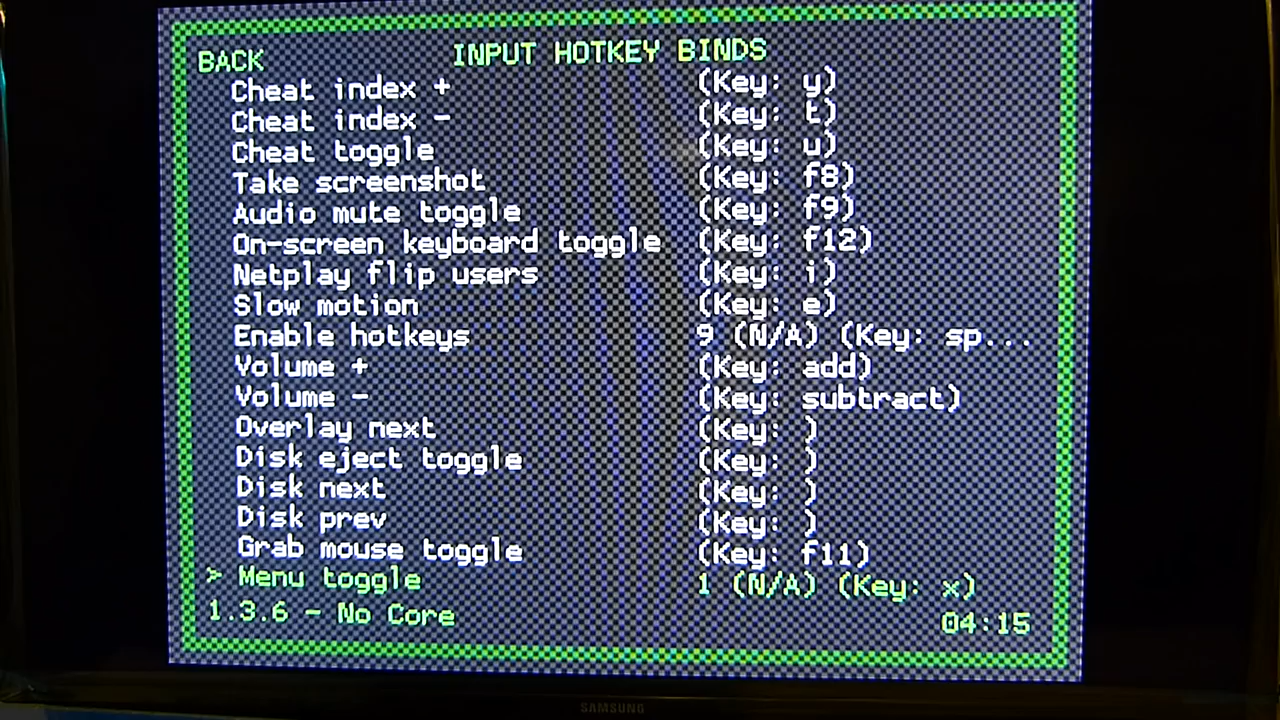 BACK INPUT HOTKEY BINDS
Cheat index + (Key: y)
Cheat index - (Key: t)
Cheat toggle (Key: u)
Take screenshot (Key: f8)
Audio mute toggle (Key: f9)
On-screen keyboard toggle (Key: f12)
Netplay flip users (Key: i)
Slow motion (Key: e)
Enable hotkeys 9 (N/A) (Key: sp...
Volume + (Key: add)
Volume - (Key: subtract)
Overlay next (Key: )
Disk eject toggle (Key: )
Disk next (Key: )
Disk prev (Key: )
Grab mouse toggle (Key: f11)
> Menu toggle 1 (N/A) (Key: x)
1.3.6 - No Core 04:15
SAMSUNG